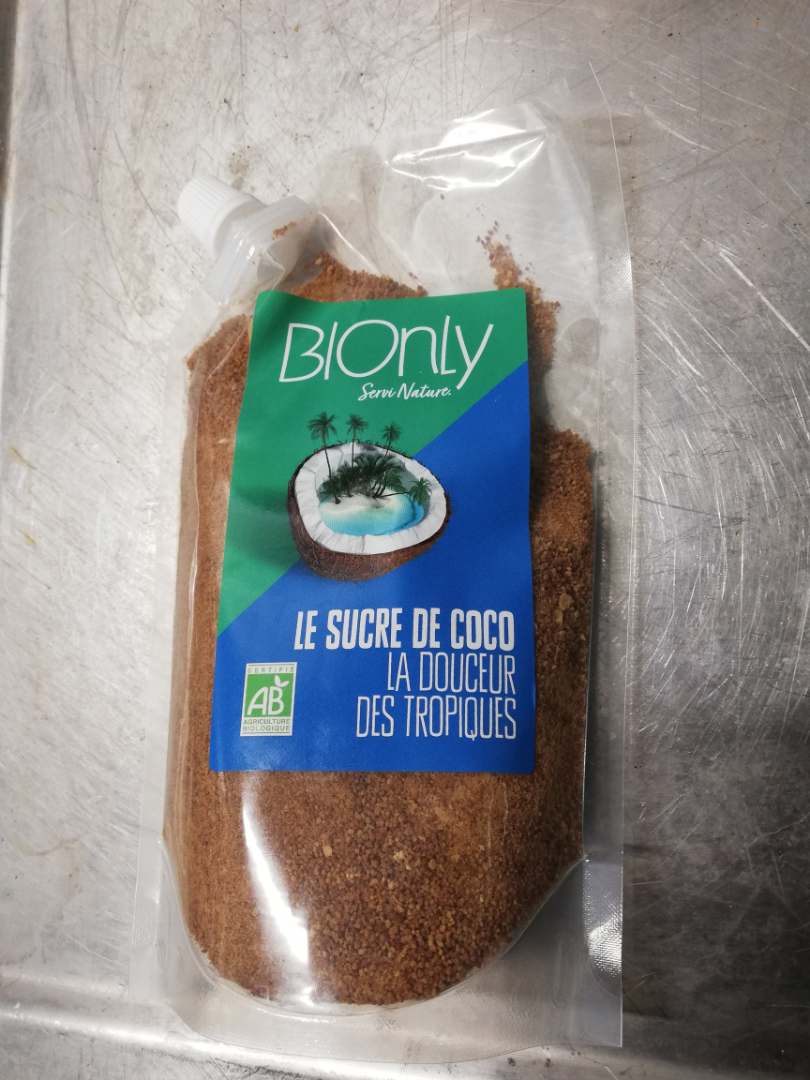 BIOnLy
Servi Nature.
LE SUCRE DE COCO
LA DOUCEUR
DES TROPIQUES
CERTIFIÉ
AB
AGRICULTURE
BIOLOGIQUE